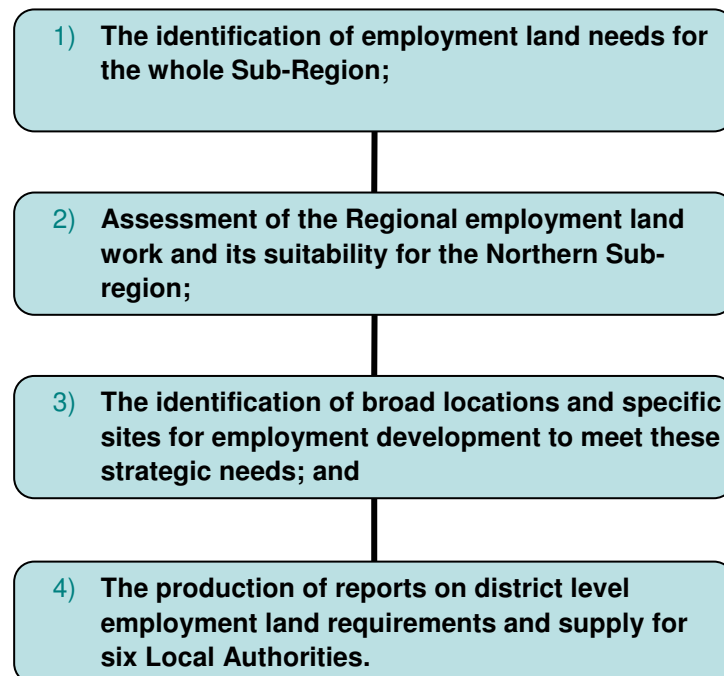 1) The identification of employment land needs for
the whole Sub-Region;
2) Assessment of the Regional employment land
work and its suitability for the Northern Sub-
region;
3) The identification of broad locations and specific
sites for employment development to meet these
strategic needs; and
4) The production of reports on district level
employment land requirements and supply for
six Local Authorities.